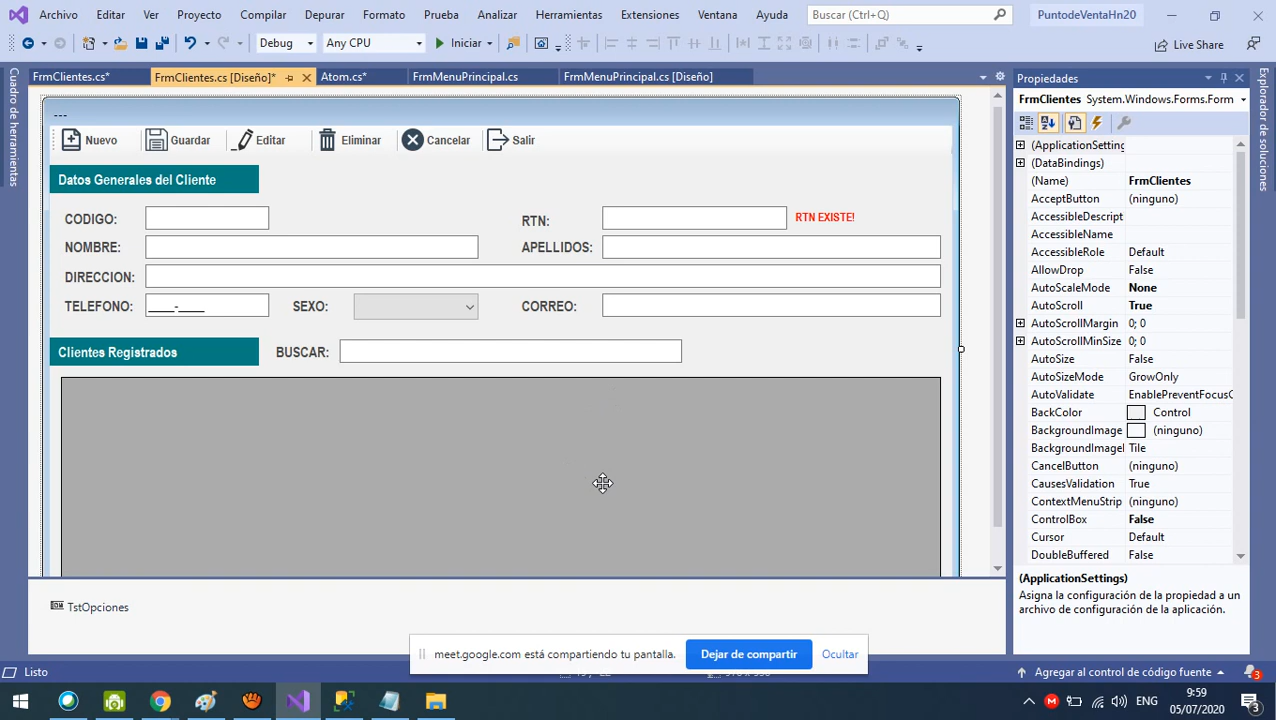 Archivo Editar Ver Proyecto Compilar Depurar Formato Prueba Analizar Herramientas Extensiones Ventana Ayuda Buscar (Ctrl+Q) PuntodeVentaHn20
Debug Any CPU Iniciar Live Share
FrmClientes.cs* FrmClientes.cs [Diseño]* Atom.cs* FrmMenuPrincipal.cs FrmMenuPrincipal.cs [Diseño]
Cuadro de herramientas
---
Nuevo Guardar Editar Eliminar Cancelar Salir
Datos Generales del Cliente
CODIGO: RTN: RTN EXISTE!
NOMBRE: APELLIDOS:
DIRECCION:
TELEFONO: ____-____ SEXO: CORREO:
Clientes Registrados BUSCAR:
TstOpciones
Propiedades
FrmClientes System.Windows.Forms.Form
(ApplicationSetting
(DataBindings)
(Name) FrmClientes
AcceptButton (ninguno)
AccessibleDescript
AccessibleName
AccessibleRole Default
AllowDrop False
AutoScaleMode None
AutoScroll True
AutoScrollMargin 0; 0
AutoScrollMinSize 0; 0
AutoSize False
AutoSizeMode GrowOnly
AutoValidate EnablePreventFocusC
BackColor Control
BackgroundImage (ninguno)
BackgroundImagel Tile
CancelButton (ninguno)
CausesValidation True
ContextMenuStrip (ninguno)
ControlBox False
Cursor Default
DoubleBuffered False
(ApplicationSettings)
Asigna la configuración de la propiedad a un
archivo de configuración de la aplicación.
Explorador de soluciones
meet.google.com está compartiendo tu pantalla. Dejar de compartir Ocultar
Listo Agregar al control de código fuente 3
ENG 9:59
05/07/2020 3